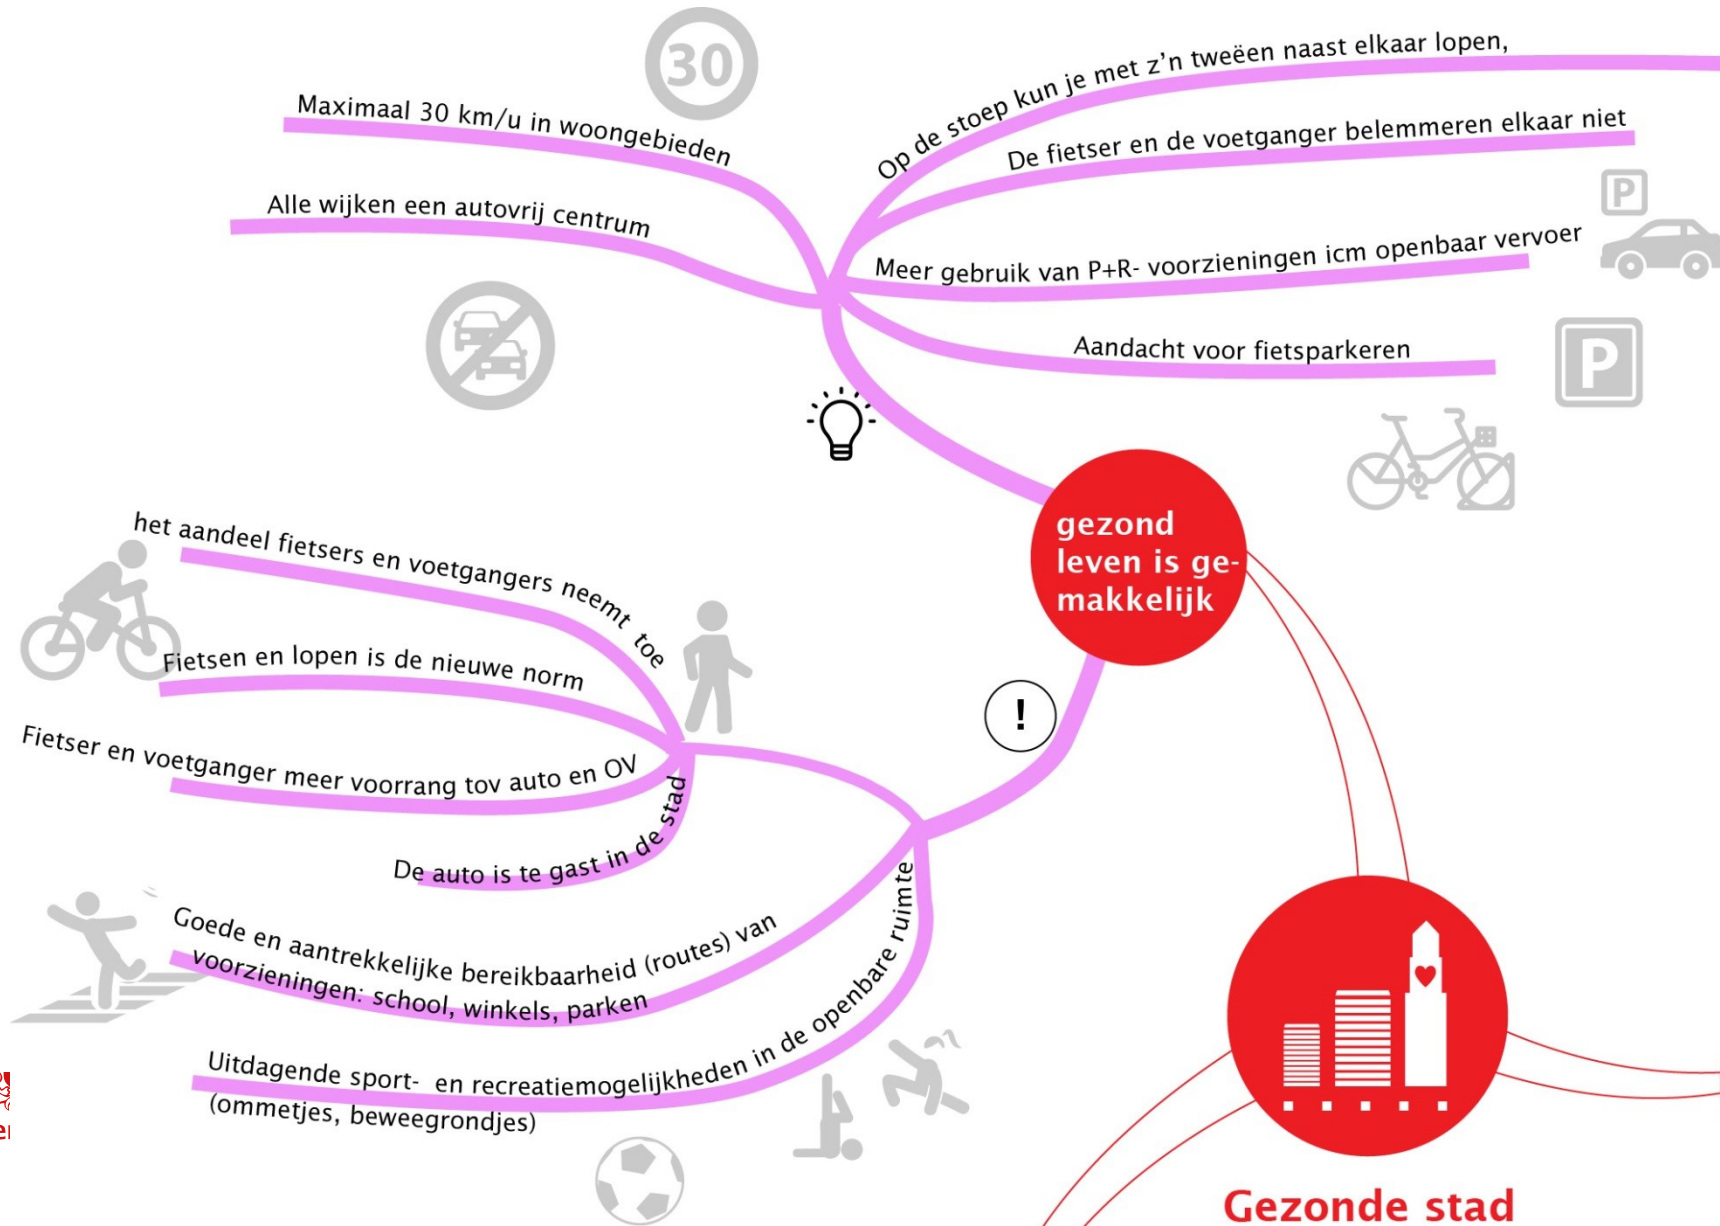 30
Maximaal 30 km/u in woongebieden
Alle wijken een autovrij centrum
Op de stoep kun je met z'n tweëen naast elkaar lopen,
De fietser en de voetganger belemmeren elkaar niet
P
Meer gebruik van P+R- voorzieningen icm openbaar vervoer
Aandacht voor fietsparkeren
P
gezond
leven is ge-
makkelijk
!
het aandeel fietsers en voetgangers neemt toe
Fietsen en lopen is de nieuwe norm
Fietser en voetganger meer voorrang tov auto en OV
De auto is te gast in de stad
Goede en aantrekkelijke bereikbaarheid (routes) van
voorzieningen: school, winkels, parken
Uitdagende sport- en recreatiemogelijkheden in de openbare ruimte
(ommetjes, beweegrondjes)
Gezonde stad